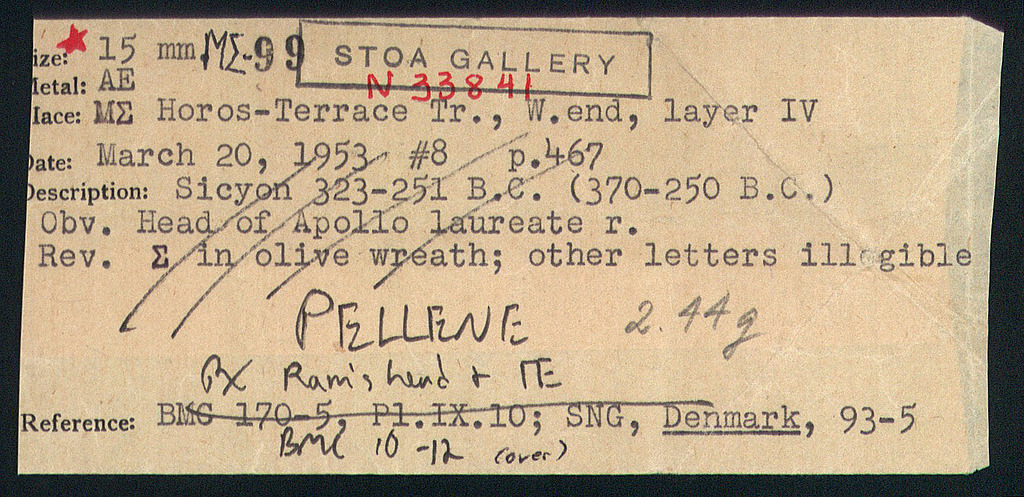 ize: 15 mm ΜΣ-99 STOA GALLERY
N 33841
Metal: AE
lace: ΜΣ Horos-Terrace Tr., W.end, layer IV
Date: March 20, 1953 #8 p.467
Description: Sicyon 323-251 B.C. (370-250 B.C.)
Obv. Head of Apollo laureate r.
Rev. Σ in olive wreath; other letters illegible
PELLENE 2.44g
Rx Ram's head + ΠΕ
Reference: BMC 170-5, Pl.IX.10; SNG, Denmark, 93-5
BMC 10-12 (over)